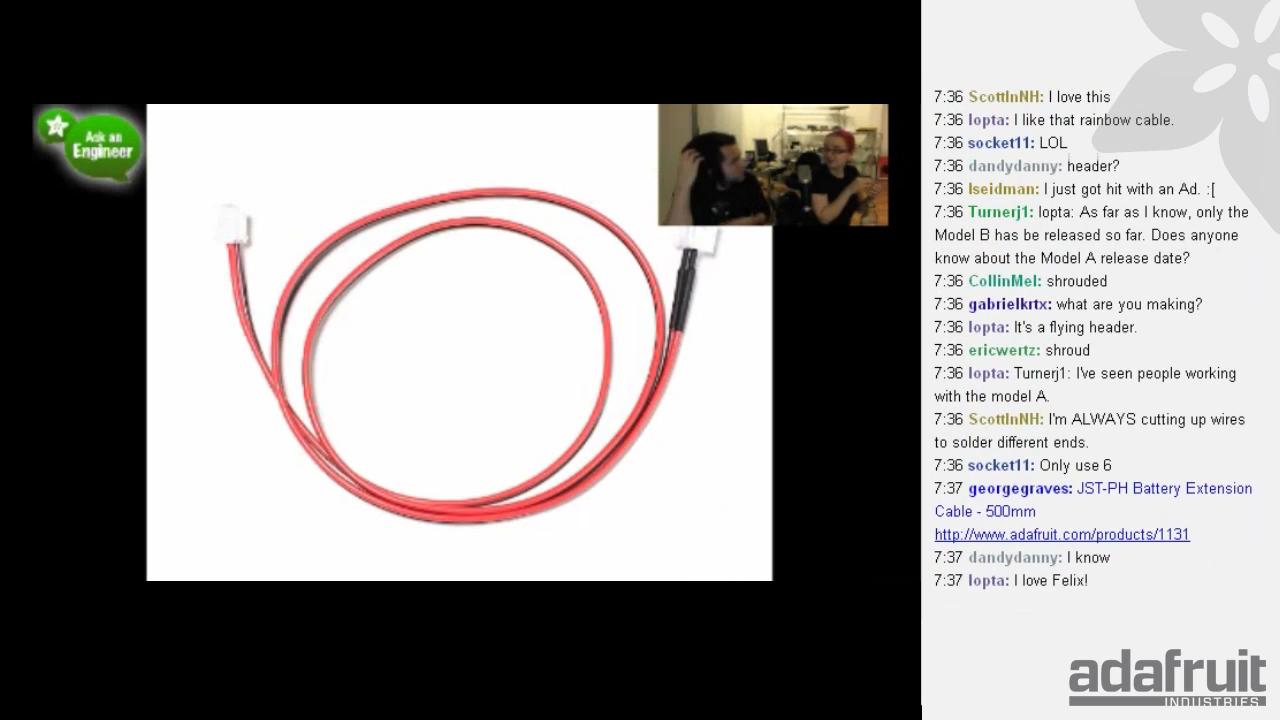 Ask an
Engineer
7:36 ScottInNH: I love this
7:36 lopta: I like that rainbow cable.
7:36 socket11: LOL
7:36 dandydanny: header?
7:36 lseidman: I just got hit with an Ad. :[
7:36 Turnerj1: lopta: As far as I know, only the
Model B has be released so far. Does anyone
know about the Model A release date?
7:36 CollinMel: shrouded
7:36 gabrielkrtx: what are you making?
7:36 lopta: It's a flying header.
7:36 ericwertz: shroud
7:36 lopta: Turnerj1: I've seen people working
with the model A.
7:36 ScottInNH: I'm ALWAYS cutting up wires
to solder different ends.
7:36 socket11: Only use 6
7:37 georgegraves: JST-PH Battery Extension
Cable - 500mm
http://www.adafruit.com/products/1131
7:37 dandydanny: I know
7:37 lopta: I love Felix!
adafruit
INDUSTRIES